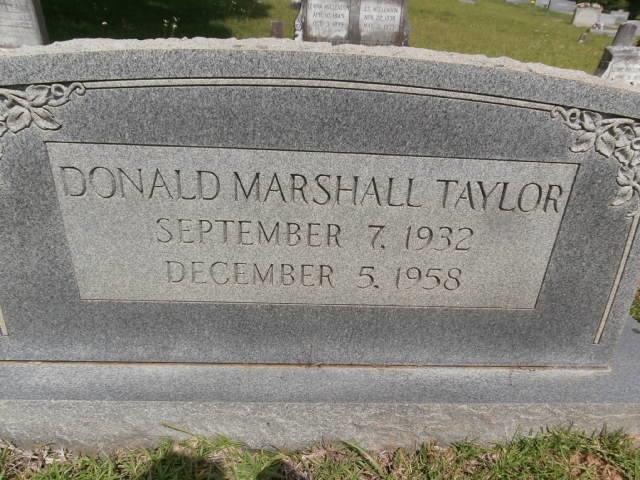 DONALD MARSHALL TAYLOR
SEPTEMBER 7, 1932
DECEMBER 5, 1958